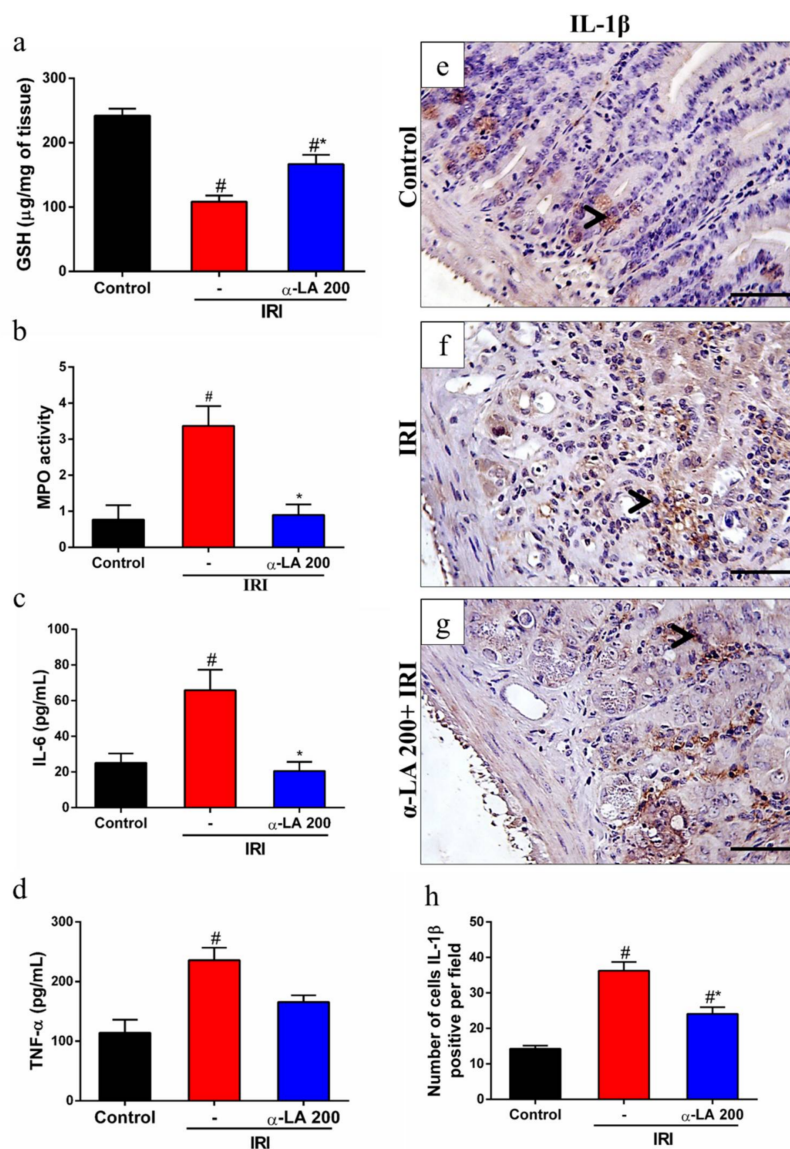 a
GSH (μg/mg of tissue)
300
200
100
0
#
#*
Control
-
α-LA 200
IRI
b
MPO activity
5
4
3
2
1
0
#
*
Control
-
α-LA 200
IRI
c
IL-6 (pg/mL)
100
80
60
40
20
0
#
*
Control
-
α-LA 200
IRI
d
TNF-α (pg/mL)
300
200
100
0
#
Control
-
α-LA 200
IRI
IL-1β
e
Control
f
IRI
g
α-LA 200+ IRI
h
Number of cells IL-1β
positive per field
50
40
30
20
10
0
#
#*
Control
-
α-LA 200
IRI